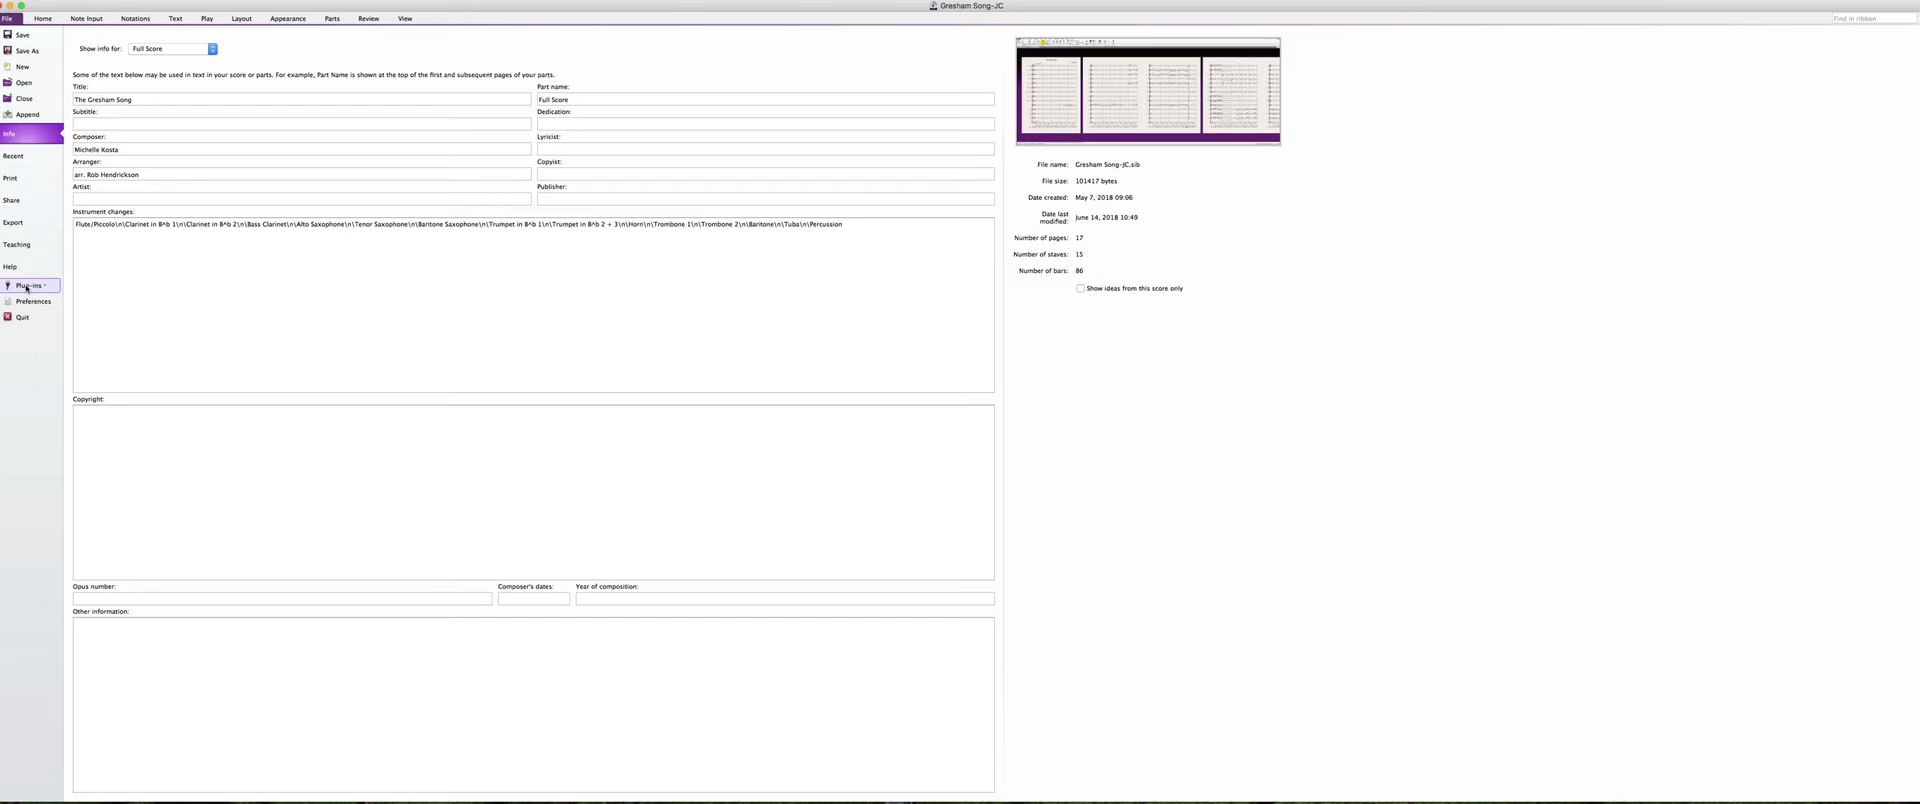 Gresham Song-JC
File Home Note Input Notations Text Play Layout Appearance Parts Review View Find in ribbon
Save
Save As
New
Open
Close
Append
Info
Recent
Print
Share
Export
Teaching
Help
Plug-ins
Preferences
Quit
Show info for: Full Score
Some of the text below may be used in text in your score or parts. For example, Part Name is shown at the top of the first and subsequent pages of your parts.
Title: Part name:
The Gresham Song Full Score
Subtitle: Dedication:
Composer: Lyricist:
Michelle Kosta
Arranger: Copyist:
arr. Rob Hendrickson
Artist: Publisher:
Instrument changes:
Flute/Piccolo\n\Clarinet in B^b 1\n\Clarinet in B^b 2\n\Bass Clarinet\n\Alto Saxophone\n\Tenor Saxophone\n\Baritone Saxophone\n\Trumpet in B^b 1\n\Trumpet in B^b 2 + 3\n\Horn\n\Trombone 1\n\Trombone 2\n\Baritone\n\Tuba\n\Percussion
Copyright:
Opus number: Composer's dates: Year of composition:
Other information:
File name: Gresham Song-JC.sib
File size: 101417 bytes
Date created: May 7, 2018 09:06
Date last
modified: June 14, 2018 10:49
Number of pages: 17
Number of staves: 15
Number of bars: 86
Show ideas from this score only